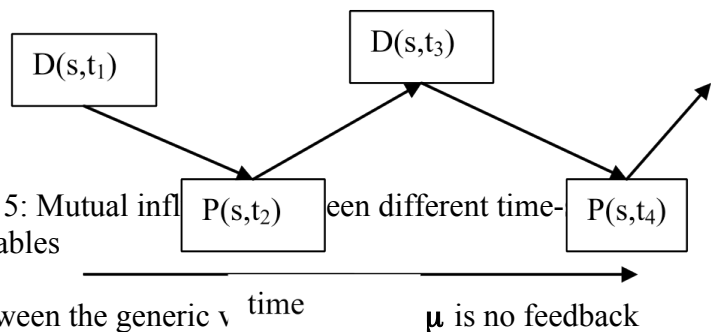 D(s,t₃)
D(s,t₁)
5: Mutual infl een different time-
P(s,t₂)
P(s,t₄)
ables
time
ween the generic v μ is no feedback